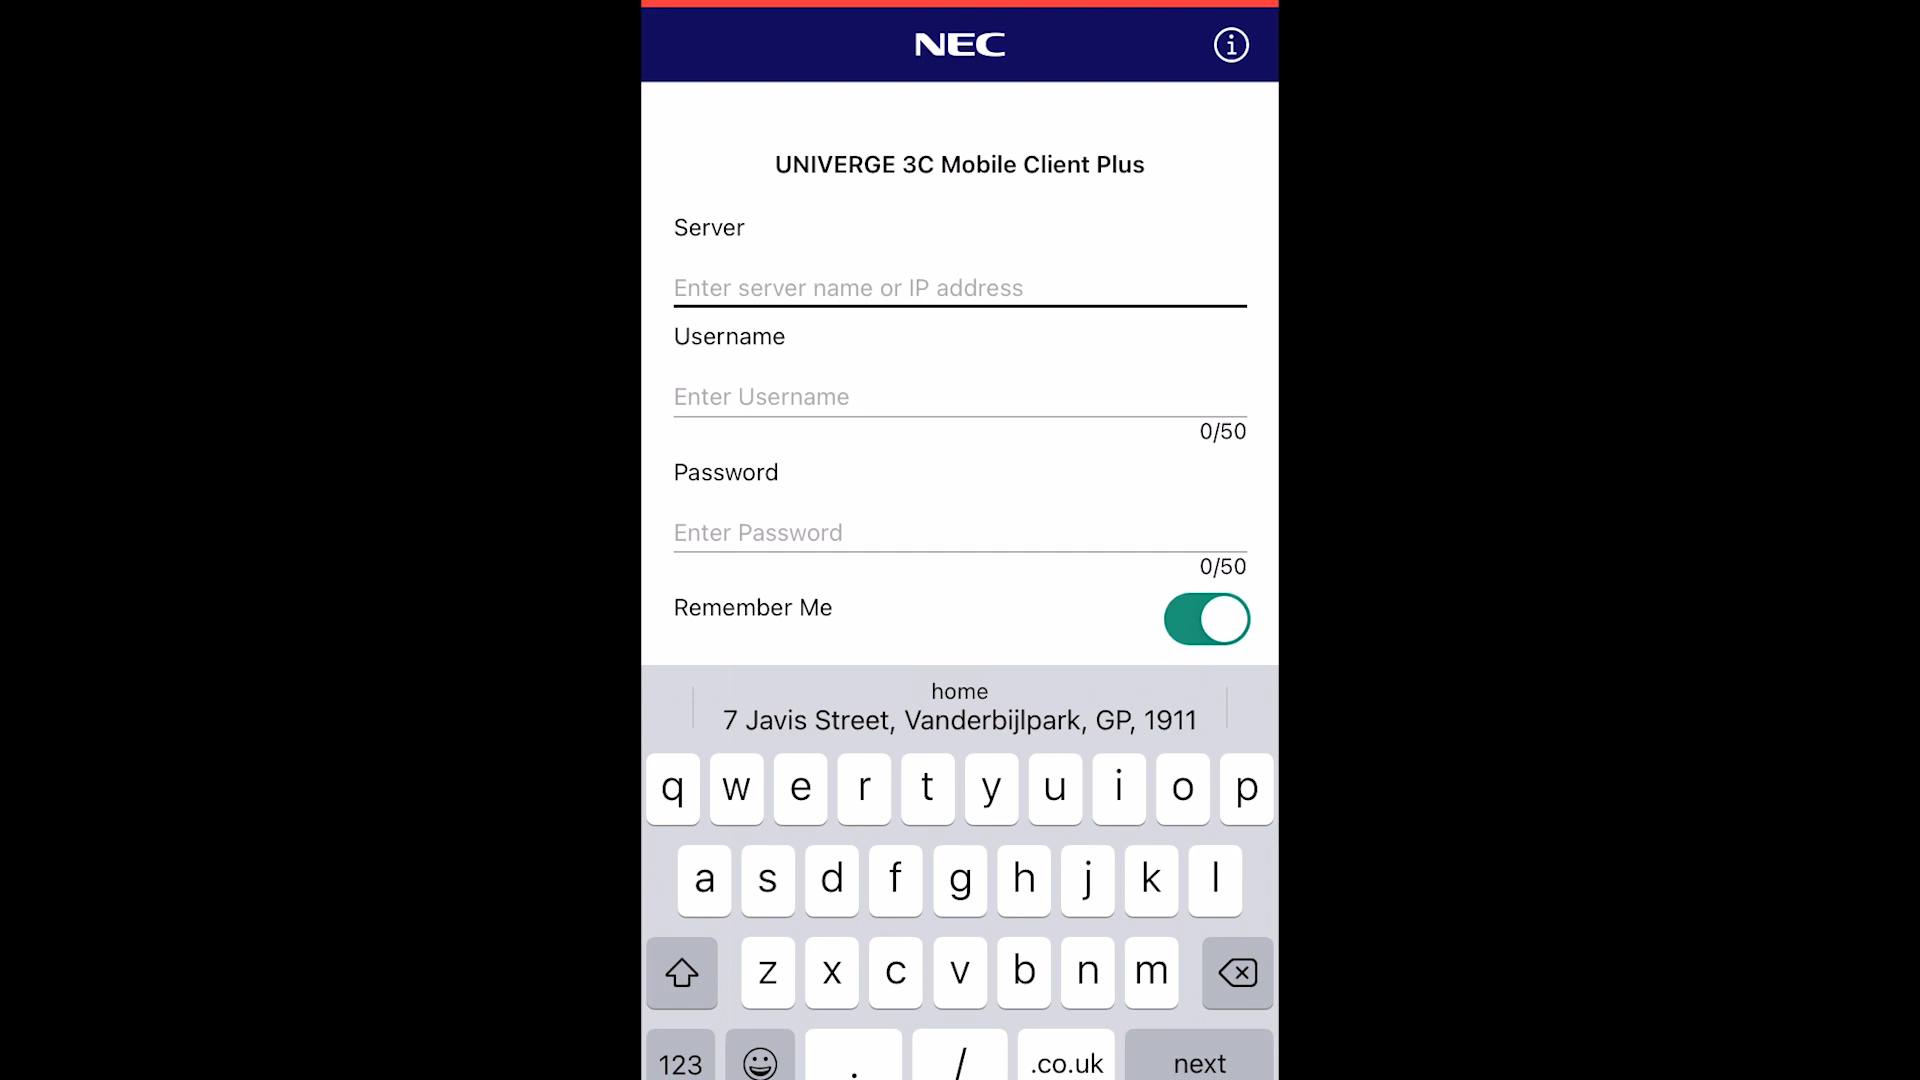 NEC
UNIVERGE 3C Mobile Client Plus
Server
Enter server name or IP address
Username
Enter Username
0/50
Password
Enter Password
0/50
Remember Me
home
7 Javis Street, Vanderbijlpark, GP, 1911
q w e r t y u i o p
a s d f g h j k l
z x c v b n m
123 . / .co.uk next